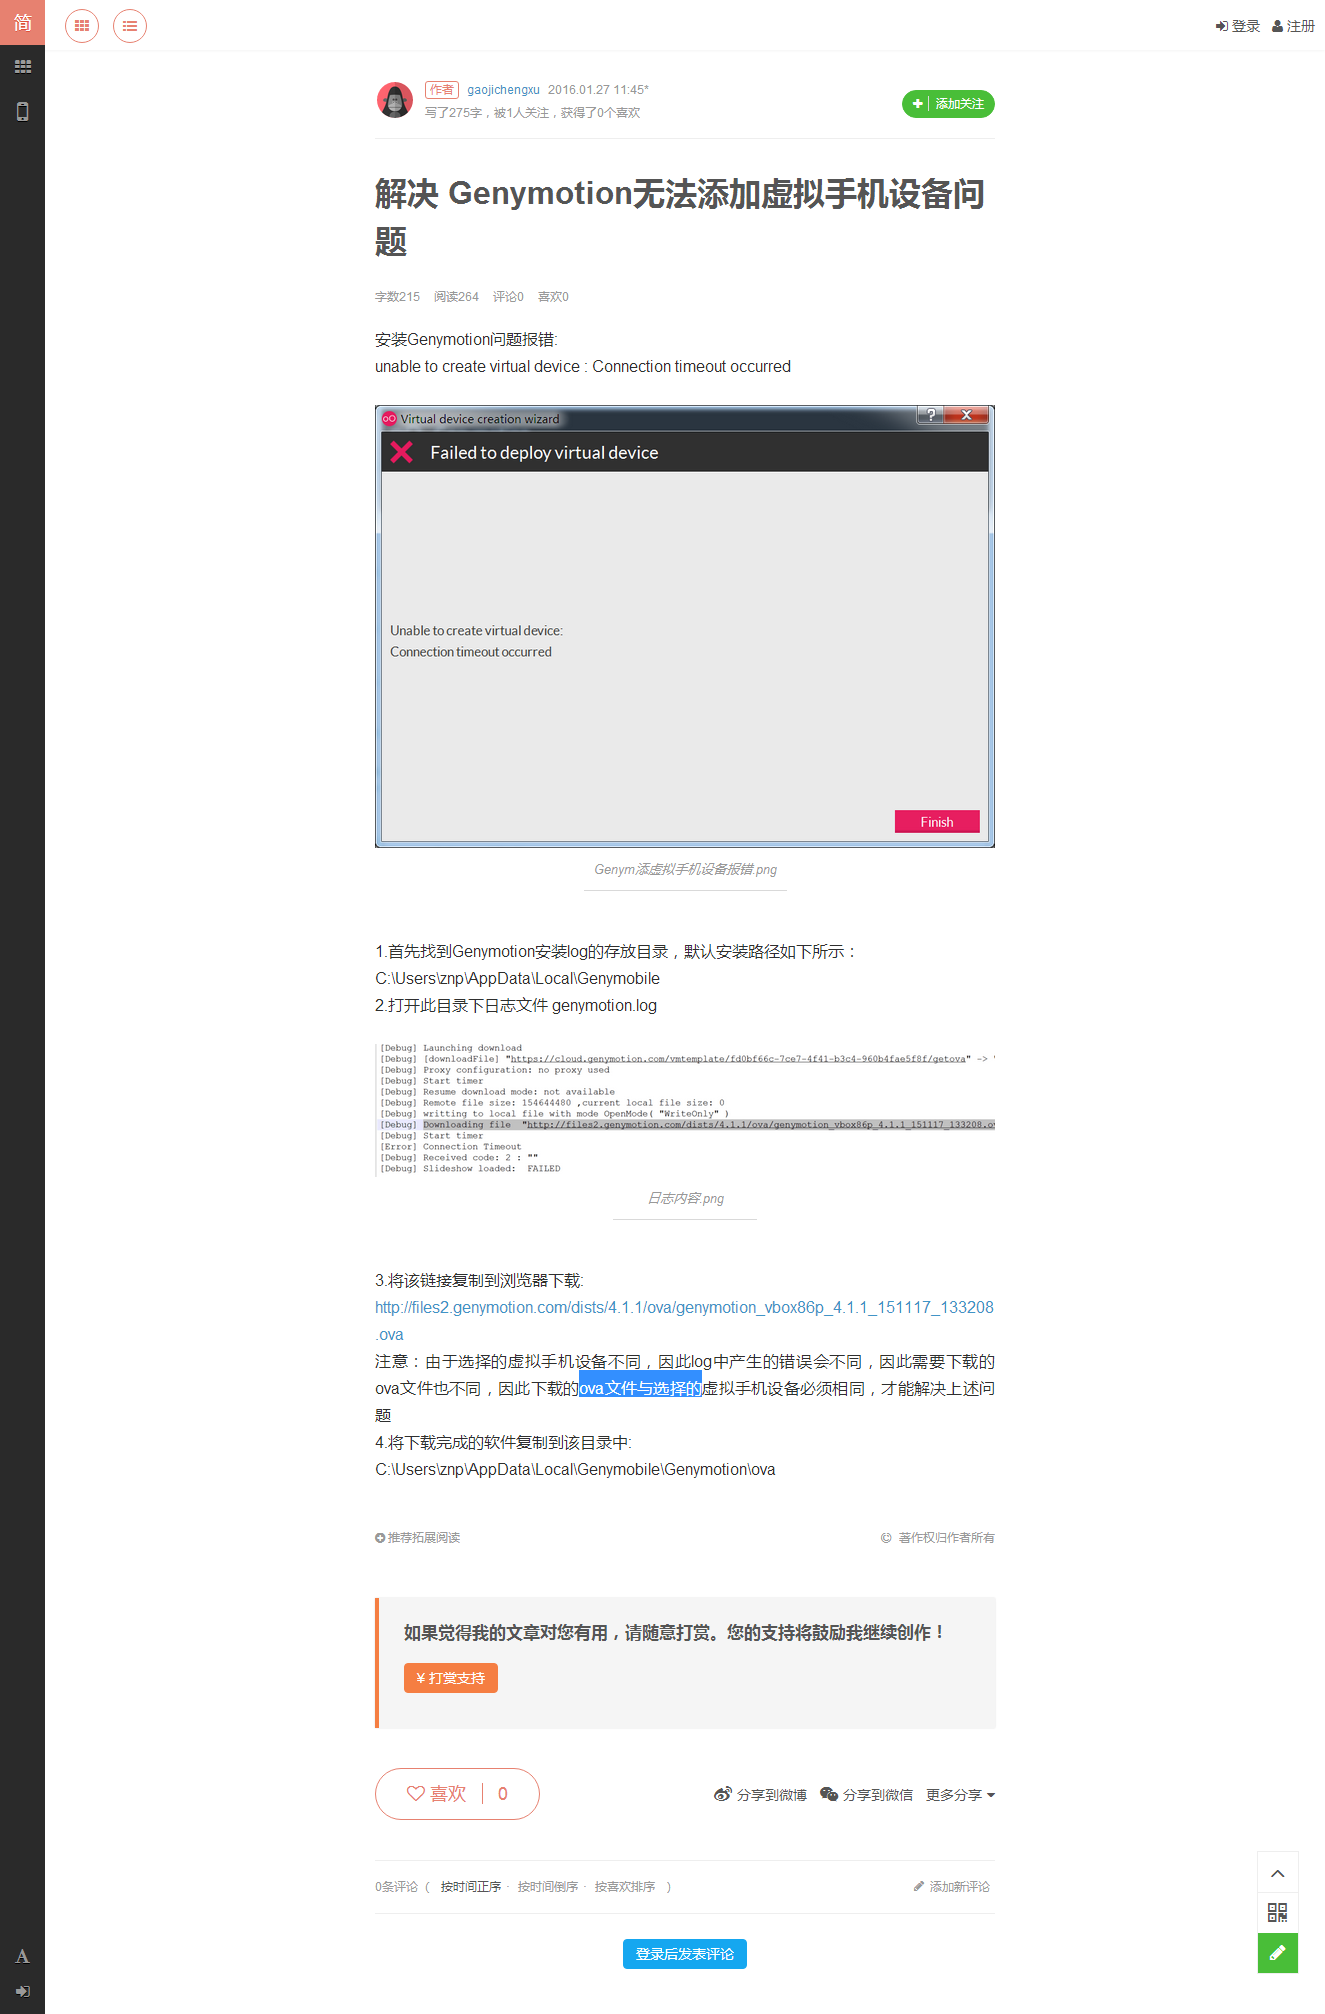 简
登录 注册
作者 gaojichengxu 2016.01.27 11:45*
写了275字，被1人关注，获得了0个喜欢
添加关注
解决 Genymotion无法添加虚拟手机设备问
题
字数215 阅读264 评论0 喜欢0
安装Genymotion问题报错:
unable to create virtual device : Connection timeout occurred
Virtual device creation wizard
Failed to deploy virtual device
Unable to create virtual device:
Connection timeout occurred
Finish
Genym添虚拟手机设备报错.png
1.首先找到Genymotion安装log的存放目录，默认安装路径如下所示：
C:\Users\znp\AppData\Local\Genymobile
2.打开此目录下日志文件 genymotion.log
[Debug] Launching download
[Debug] [downloadFile] "https://cloud.genymotion.com/vmtemplate/fd0bf66c-7ce7-4f41-b3c4-960b4fae5f8f/getova" -> "
[Debug] Proxy configuration: no proxy used
[Debug] Start timer
[Debug] Resume download mode: not available
[Debug] Remote file size: 154644480 ,current local file size: 0
[Debug] writting to local file with mode OpenMode( "WriteOnly" )
[Debug] Downloading file "http://files2.genymotion.com/dists/4.1.1/ova/genymotion_vbox86p_4.1.1_151117_133208.ov
[Debug] Start timer
[Error] Connection Timeout
[Debug] Received code: 2 : ""
[Debug] Slideshow loaded: FAILED
日志内容.png
3.将该链接复制到浏览器下载:
http://files2.genymotion.com/dists/4.1.1/ova/genymotion_vbox86p_4.1.1_151117_133208
.ova
注意：由于选择的虚拟手机设备不同，因此log中产生的错误会不同，因此需要下载的
ova文件也不同，因此下载的ova文件与选择的虚拟手机设备必须相同，才能解决上述问
题
4.将下载完成的软件复制到该目录中:
C:\Users\znp\AppData\Local\Genymobile\Genymotion\ova
推荐拓展阅读 © 著作权归作者所有
如果觉得我的文章对您有用，请随意打赏。您的支持将鼓励我继续创作！
¥ 打赏支持
喜欢 0
分享到微博 分享到微信 更多分享
0条评论 （ 按时间正序 · 按时间倒序 · 按喜欢排序 ） 添加新评论
登录后发表评论
A